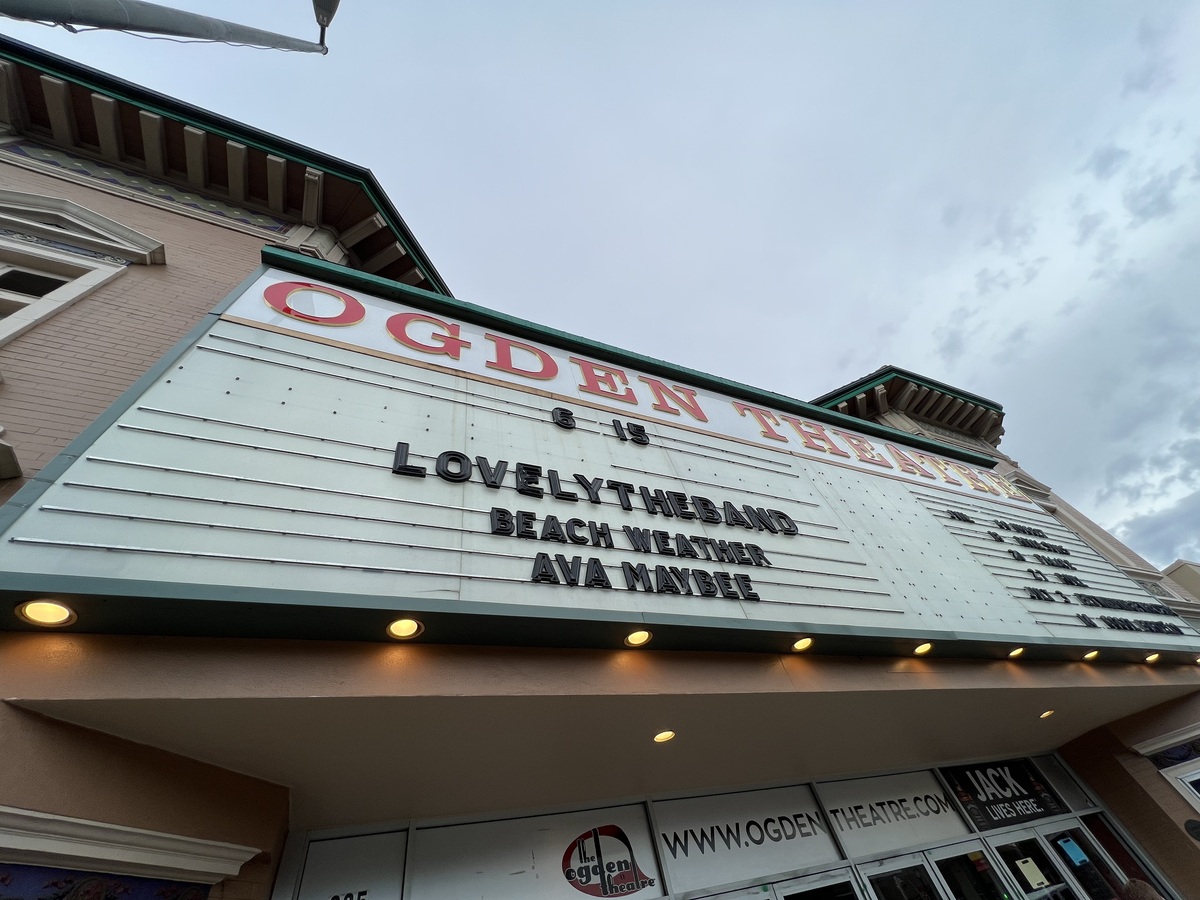 OGDEN THEATRE
6 15
LOVELYTHEBAND
BEACH WEATHER
AVA MAYBEE
The
ogden
theatre
WWW.OGDENTHEATRE.COM
JACK
LIVES HERE.